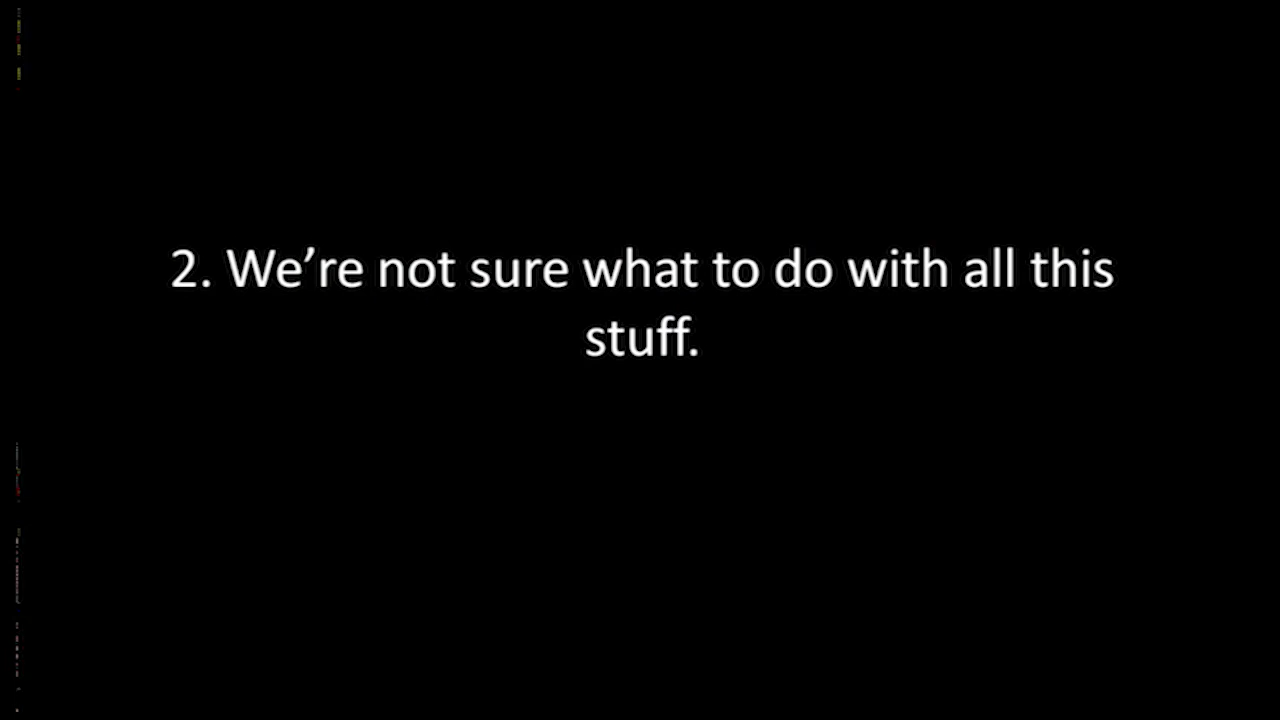 2. We’re not sure what to do with all this
stuff.